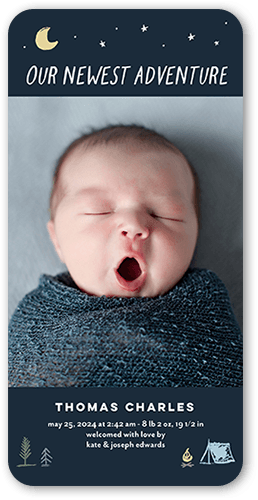 OUR NEWEST ADVENTURE
THOMAS CHARLES
may 25, 2024 at 2:42 am - 8 lb 2 oz, 19 1/2 in
welcomed with love by
kate & joseph edwards